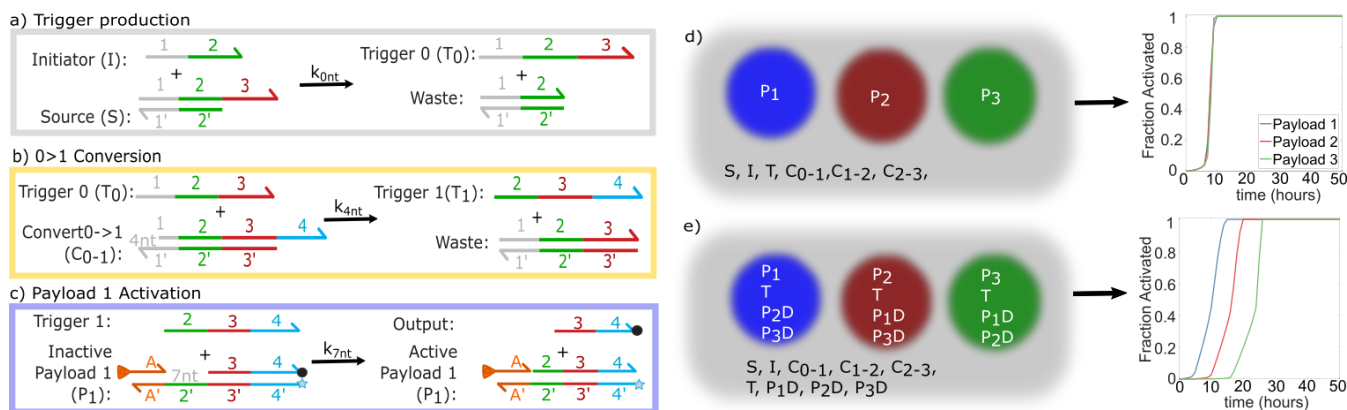 a) Trigger production
1 2
Initiator (I):
+
1' 2 3
1' 2'
Source (S):
k0nt
1 2 3
Trigger 0 (T0):
+
1 2
Waste:
1' 2'
b) 0>1 Conversion
1 2 3
Trigger 0 (T0):
+
1 2 3 4
Convert0->1
4nt
(C0-1):
1' 2' 3'
k4nt
2 3 4
Trigger 1(T1):
+
1 2 3
Waste:
1' 2' 3'
c) Payload 1 Activation
2 3 4
Trigger 1:
+
Inactive
A 3 4'
Payload 1
7nt
(P1):
A' 2' 3' 4'
k7nt
Output:
3 4
+
Active
A 2 3 4
Payload 1
(P1):
A' 2' 3' 4'
d)
P1 P2 P3
S, I, T, C0-1,C1-2, C2-3,
Fraction Activated
1
0.8
0.6
0.4
0.2
0
Payload 1
Payload 2
Payload 3
0 10 20 30 40 50
time (hours)
e)
P1
T
P2D
P3D
P2
T
P1D
P3D
P3
T
P1D
P2D
S, I, C0-1, C1-2, C2-3,
T, P1D, P2D, P3D
Fraction Activated
1
0.8
0.6
0.4
0.2
0
0 10 20 30 40 50
time (hours)